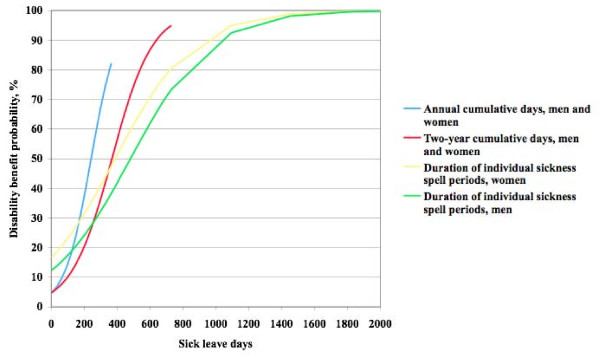 100
90
80
70
60
50
40
30
20
10
0
Disability benefit probability, %
0 200 400 600 800 1000 1200 1400 1600 1800 2000
Sick leave days
Annual cumulative days, men and
women
Two-year cumulative days, men
and women
Duration of individual sickness
spell periods, women
Duration of individual sickness
spell periods, men